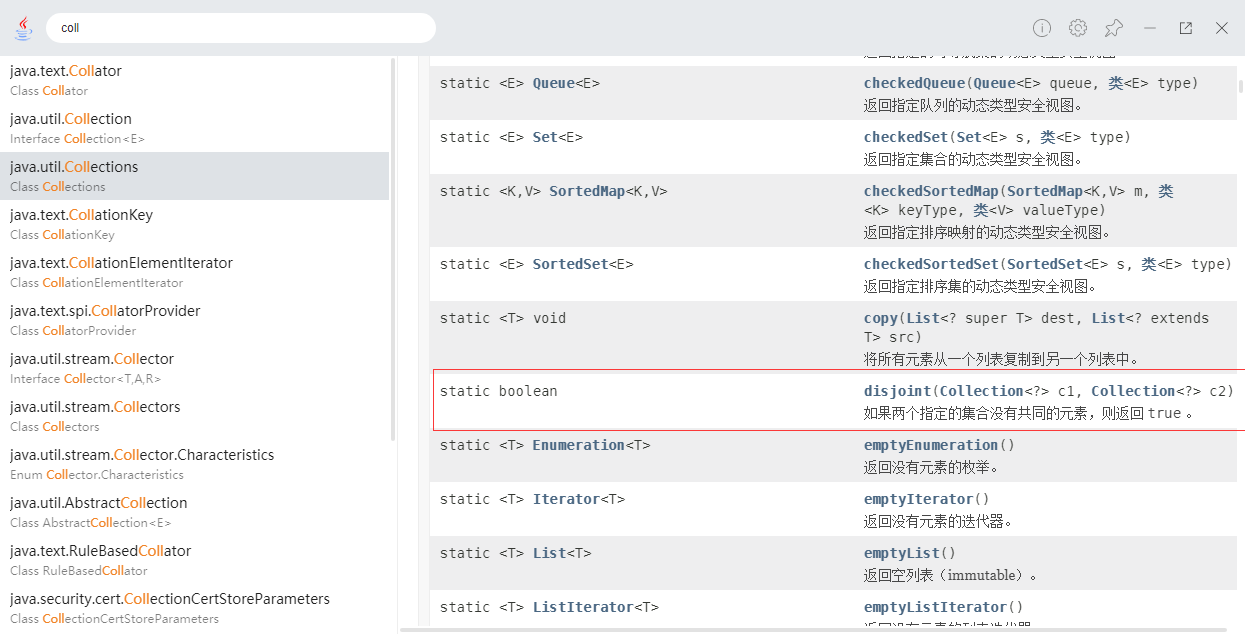 coll
java.text.Collator
Class Collator
java.util.Collection
Interface Collection<E>
java.util.Collections
Class Collections
java.text.CollationKey
Class CollationKey
java.text.CollationElementIterator
Class CollationElementIterator
java.text.spi.CollatorProvider
Class CollatorProvider
java.util.stream.Collector
Interface Collector<T,A,R>
java.util.stream.Collectors
Class Collectors
java.util.stream.Collector.Characteristics
Enum Collector.Characteristics
java.util.AbstractCollection
Class AbstractCollection<E>
java.text.RuleBasedCollator
Class RuleBasedCollator
java.security.cert.CollectionCertStoreParameters
Class CollectionCertStoreParameters
static <E> Queue<E>
checkedQueue(Queue<E> queue, 类<E> type)
返回指定队列的动态类型安全视图。
static <E> Set<E>
checkedSet(Set<E> s, 类<E> type)
返回指定集合的动态类型安全视图。
static <K,V> SortedMap<K,V>
checkedSortedMap(SortedMap<K,V> m, 类
<K> keyType, 类<V> valueType)
返回指定排序映射的动态类型安全视图。
static <E> SortedSet<E>
checkedSortedSet(SortedSet<E> s, 类<E> type)
返回指定排序集的动态类型安全视图。
static <T> void
copy(List<? super T> dest, List<? extends
T> src)
将所有元素从一个列表复制到另一个列表中。
static boolean
disjoint(Collection<?> c1, Collection<?> c2)
如果两个指定的集合没有共同的元素，则返回 true 。
static <T> Enumeration<T>
emptyEnumeration()
返回没有元素的枚举。
static <T> Iterator<T>
emptyIterator()
返回没有元素的迭代器。
static <T> List<T>
emptyList()
返回空列表（immutable）。
static <T> ListIterator<T>
emptyListIterator()